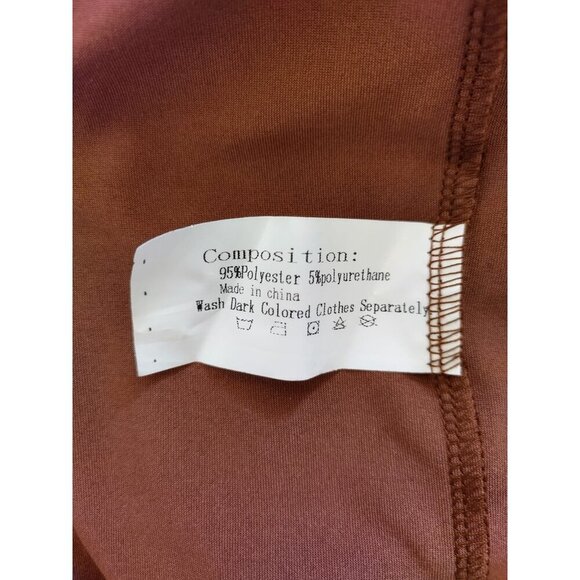 Composition:
95%Polyester 5%polyurethane
Made in china
Wash Dark Colored Clothes Separately